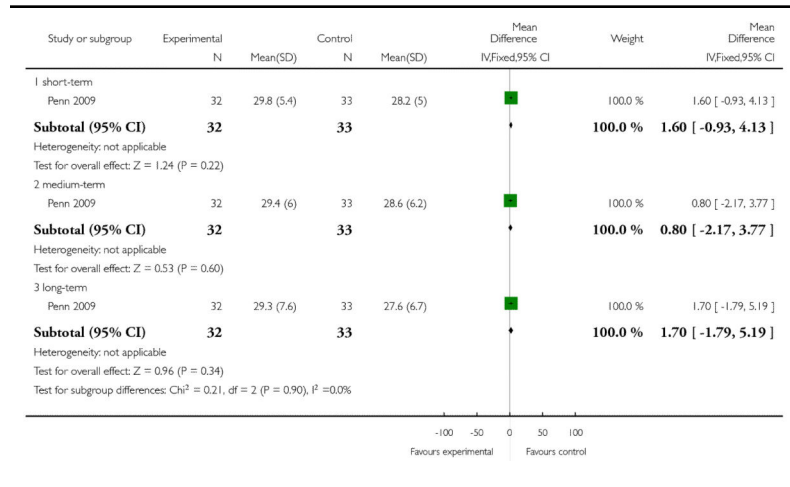 Study or subgroup Experimental Control Mean Difference Weight Mean Difference
N Mean(SD) N Mean(SD) IV,Fixed,95% CI IV,Fixed,95% CI
1 short-term
Penn 2009 32 29.8 (5.4) 33 28.2 (5) 100.0 % 1.60 [ -0.93, 4.13 ]
Subtotal (95% CI) 32 33 100.0 % 1.60 [ -0.93, 4.13 ]
Heterogeneity: not applicable
Test for overall effect: Z = 1.24 (P = 0.22)
2 medium-term
Penn 2009 32 29.4 (6) 33 28.6 (6.2) 100.0 % 0.80 [ -2.17, 3.77 ]
Subtotal (95% CI) 32 33 100.0 % 0.80 [ -2.17, 3.77 ]
Heterogeneity: not applicable
Test for overall effect: Z = 0.53 (P = 0.60)
3 long-term
Penn 2009 32 29.3 (7.6) 33 27.6 (6.7) 100.0 % 1.70 [ -1.79, 5.19 ]
Subtotal (95% CI) 32 33 100.0 % 1.70 [ -1.79, 5.19 ]
Heterogeneity: not applicable
Test for overall effect: Z = 0.96 (P = 0.34)
Test for subgroup differences: Chi² = 0.21, df = 2 (P = 0.90), I² =0.0%
-100 -50 0 50 100
Favours experimental Favours control